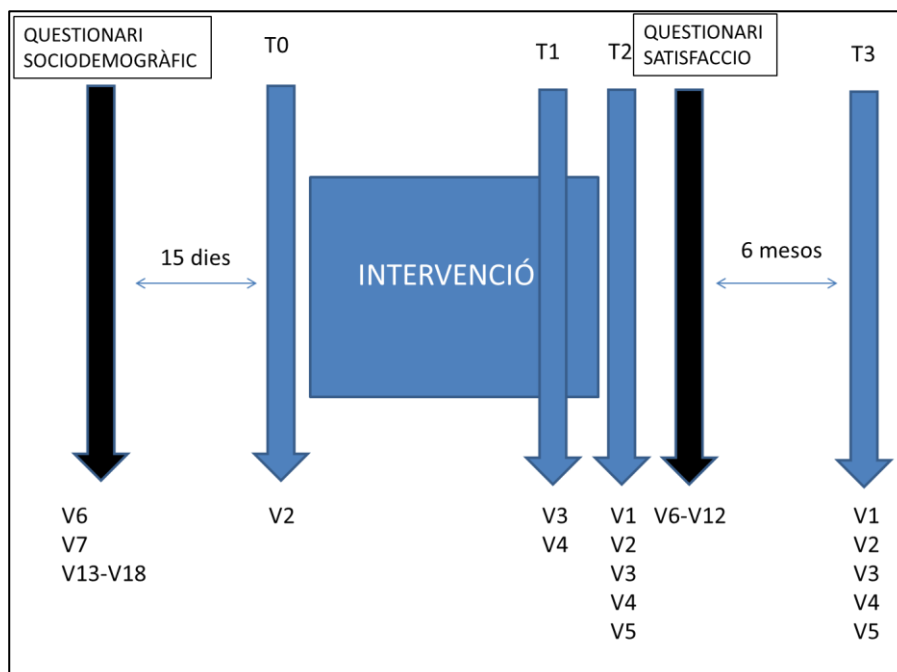 QUESTIONARI
SOCIODEMOGRÀFIC
T0
T1
T2
QUESTIONARI
SATISFACCIO
T3
15 dies
INTERVENCIÓ
6 mesos
V6
V7
V13-V18
V2
V3
V4
V1
V2
V3
V4
V5
V6-V12
V1
V2
V3
V4
V5